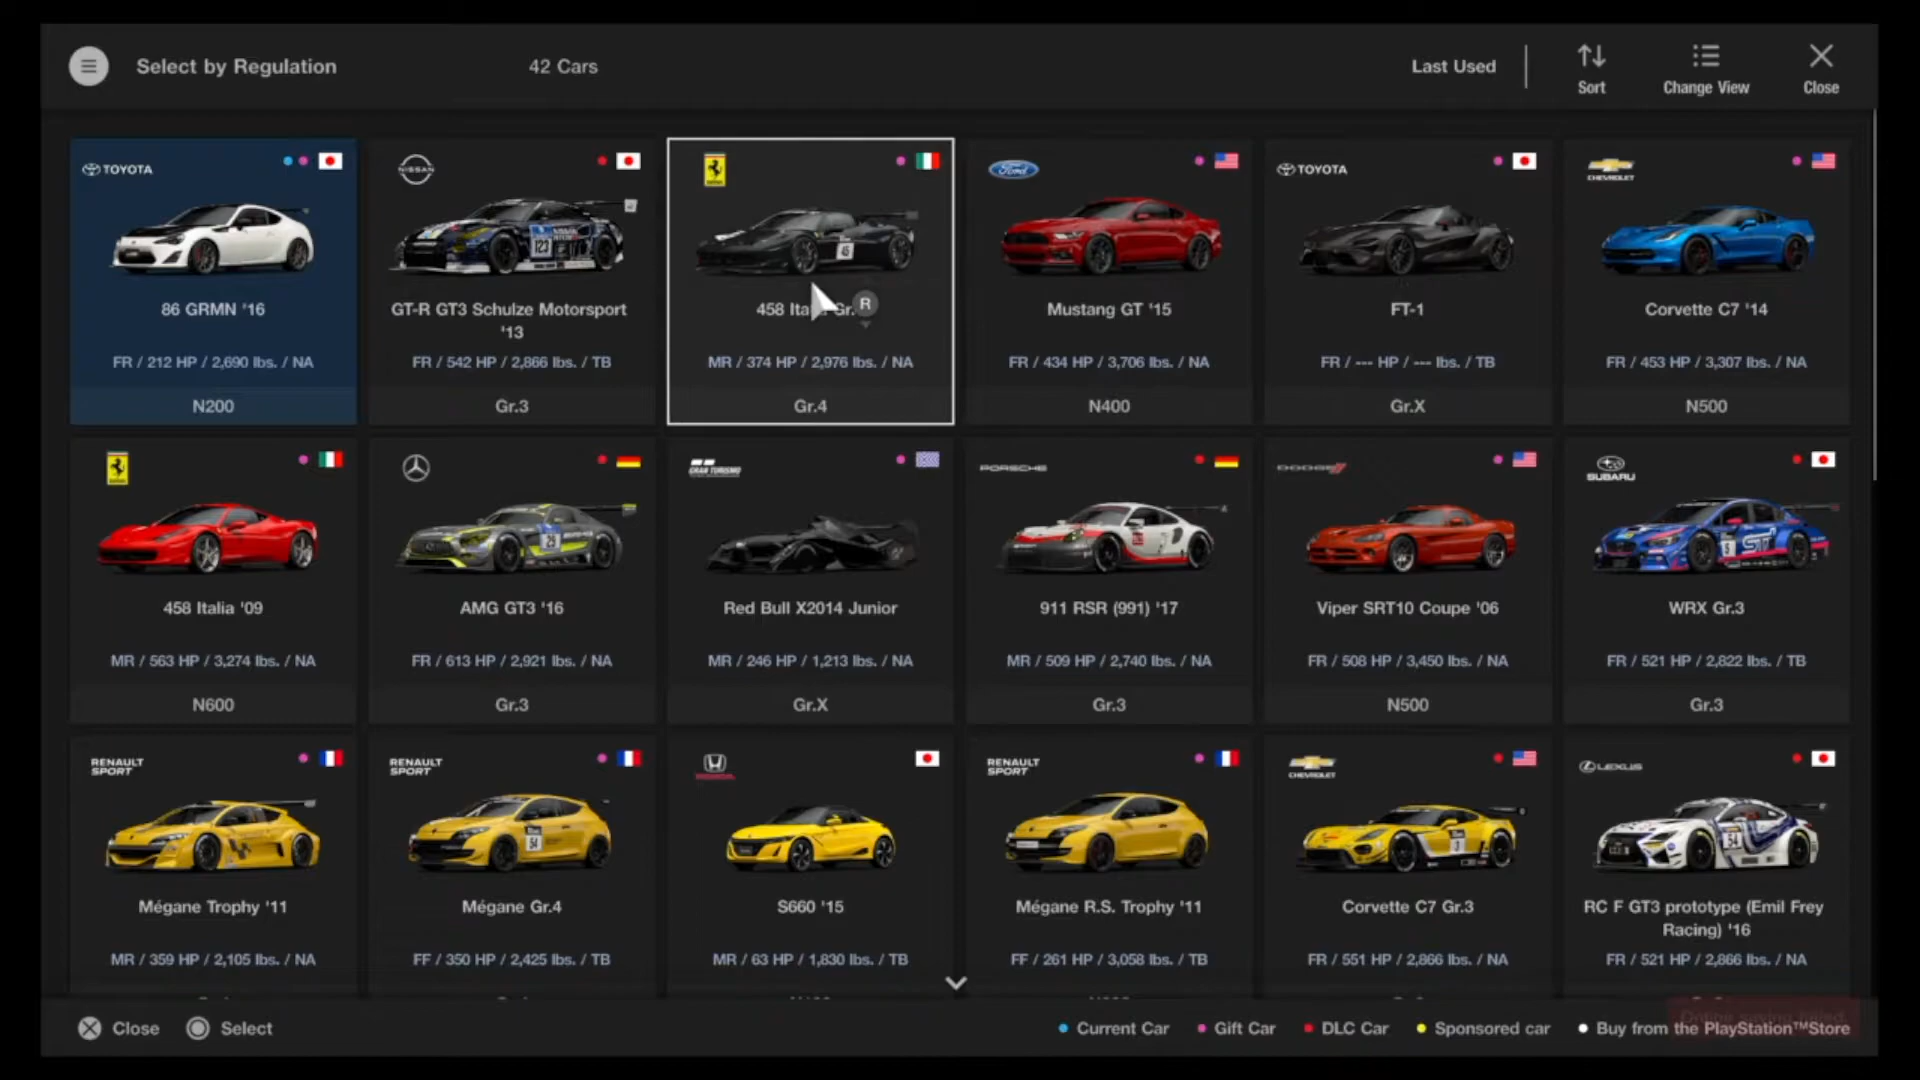 Select by Regulation
42 Cars
Last Used
Sort
Change View
Close
TOYOTA
86 GRMN '16
FR / 212 HP / 2,690 lbs. / NA
N200
NISSAN
GT-R GT3 Schulze Motorsport
'13
FR / 542 HP / 2,866 lbs. / TB
Gr.3
R
MR / 374 HP / 2,976 lbs. / NA
Gr.4
Ford
Mustang GT '15
FR / 434 HP / 3,706 lbs. / NA
N400
TOYOTA
FT-1
FR / --- HP / --- lbs. / TB
Gr.X
CHEVROLET
Corvette C7 '14
FR / 453 HP / 3,307 lbs. / NA
N500
458 Italia '09
MR / 563 HP / 3,274 lbs. / NA
N600
AMG GT3 '16
FR / 613 HP / 2,921 lbs. / NA
Gr.3
GRAN TURISMO
Red Bull X2014 Junior
MR / 246 HP / 1,213 lbs. / NA
Gr.X
PORSCHE
911 RSR (991) '17
MR / 509 HP / 2,740 lbs. / NA
Gr.3
DODGE
Viper SRT10 Coupe '06
FR / 508 HP / 3,450 lbs. / NA
N500
SUBARU
WRX Gr.3
FR / 521 HP / 2,822 lbs. / TB
Gr.3
RENAULT
SPORT
Mégane Trophy '11
MR / 359 HP / 2,105 lbs. / NA
RENAULT
SPORT
Mégane Gr.4
FF / 350 HP / 2,425 lbs. / TB
HONDA
S660 '15
MR / 63 HP / 1,830 lbs. / TB
RENAULT
SPORT
Mégane R.S. Trophy '11
FF / 261 HP / 3,058 lbs. / TB
CHEVROLET
Corvette C7 Gr.3
FR / 551 HP / 2,866 lbs. / NA
LEXUS
RC F GT3 prototype (Emil Frey
Racing) '16
FR / 521 HP / 2,866 lbs. / NA
Close
Select
Current Car
Gift Car
DLC Car
Sponsored car
Buy from the PlayStation™Store